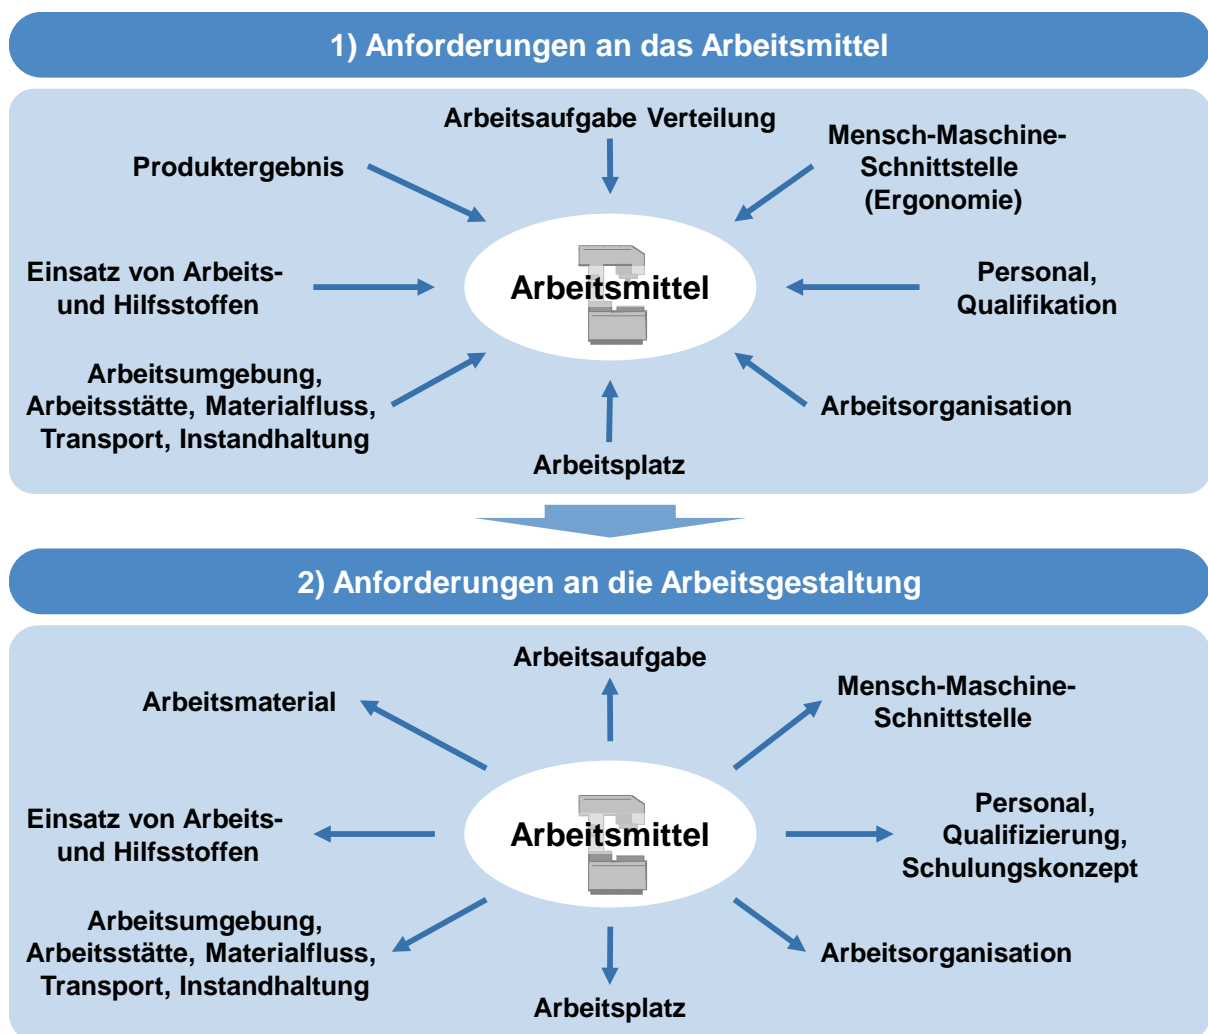 1) Anforderungen an das Arbeitsmittel
Arbeitsaufgabe Verteilung
Produktergebnis
Mensch-Maschine-
Schnittstelle
(Ergonomie)
Einsatz von Arbeits-
und Hilfsstoffen
Arbeitsmittel
Personal,
Qualifikation
Arbeitsumgebung,
Arbeitsstätte, Materialfluss,
Transport, Instandhaltung
Arbeitsorganisation
Arbeitsplatz
2) Anforderungen an die Arbeitsgestaltung
Arbeitsaufgabe
Arbeitsmaterial
Mensch-Maschine-
Schnittstelle
Einsatz von Arbeits-
und Hilfsstoffen
Arbeitsmittel
Personal,
Qualifizierung,
Schulungskonzept
Arbeitsumgebung,
Arbeitsstätte, Materialfluss,
Transport, Instandhaltung
Arbeitsorganisation
Arbeitsplatz